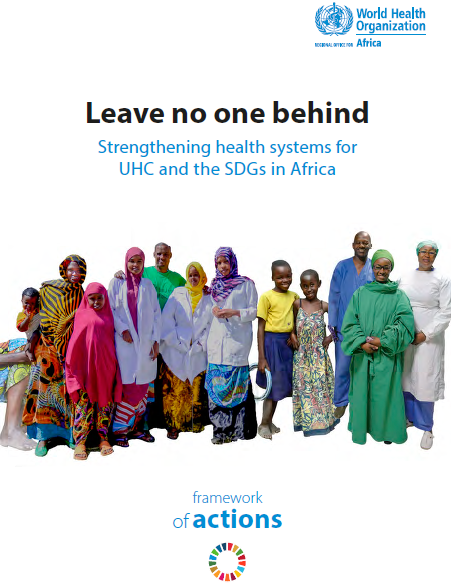 World Health
Organization
REGIONAL OFFICE FOR Africa
Leave no one behind
Strengthening health systems for
UHC and the SDGs in Africa
framework
of actions